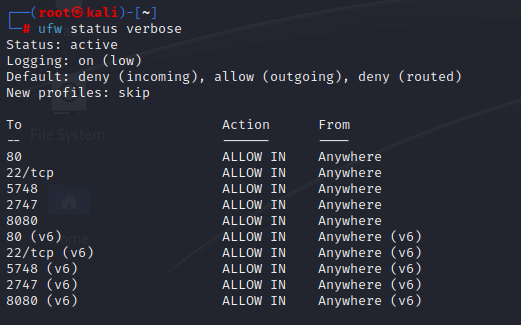 ┌──(root㉿kali)-[~]
└─# ufw status verbose
Status: active
Logging: on (low)
Default: deny (incoming), allow (outgoing), deny (routed)
New profiles: skip
To                         Action      From
--                         ------      ----
80                         ALLOW IN    Anywhere
22/tcp                     ALLOW IN    Anywhere
5748                       ALLOW IN    Anywhere
2747                       ALLOW IN    Anywhere
8080                       ALLOW IN    Anywhere
80 (v6)                    ALLOW IN    Anywhere (v6)
22/tcp (v6)                ALLOW IN    Anywhere (v6)
5748 (v6)                  ALLOW IN    Anywhere (v6)
2747 (v6)                  ALLOW IN    Anywhere (v6)
8080 (v6)                  ALLOW IN    Anywhere (v6)
File System